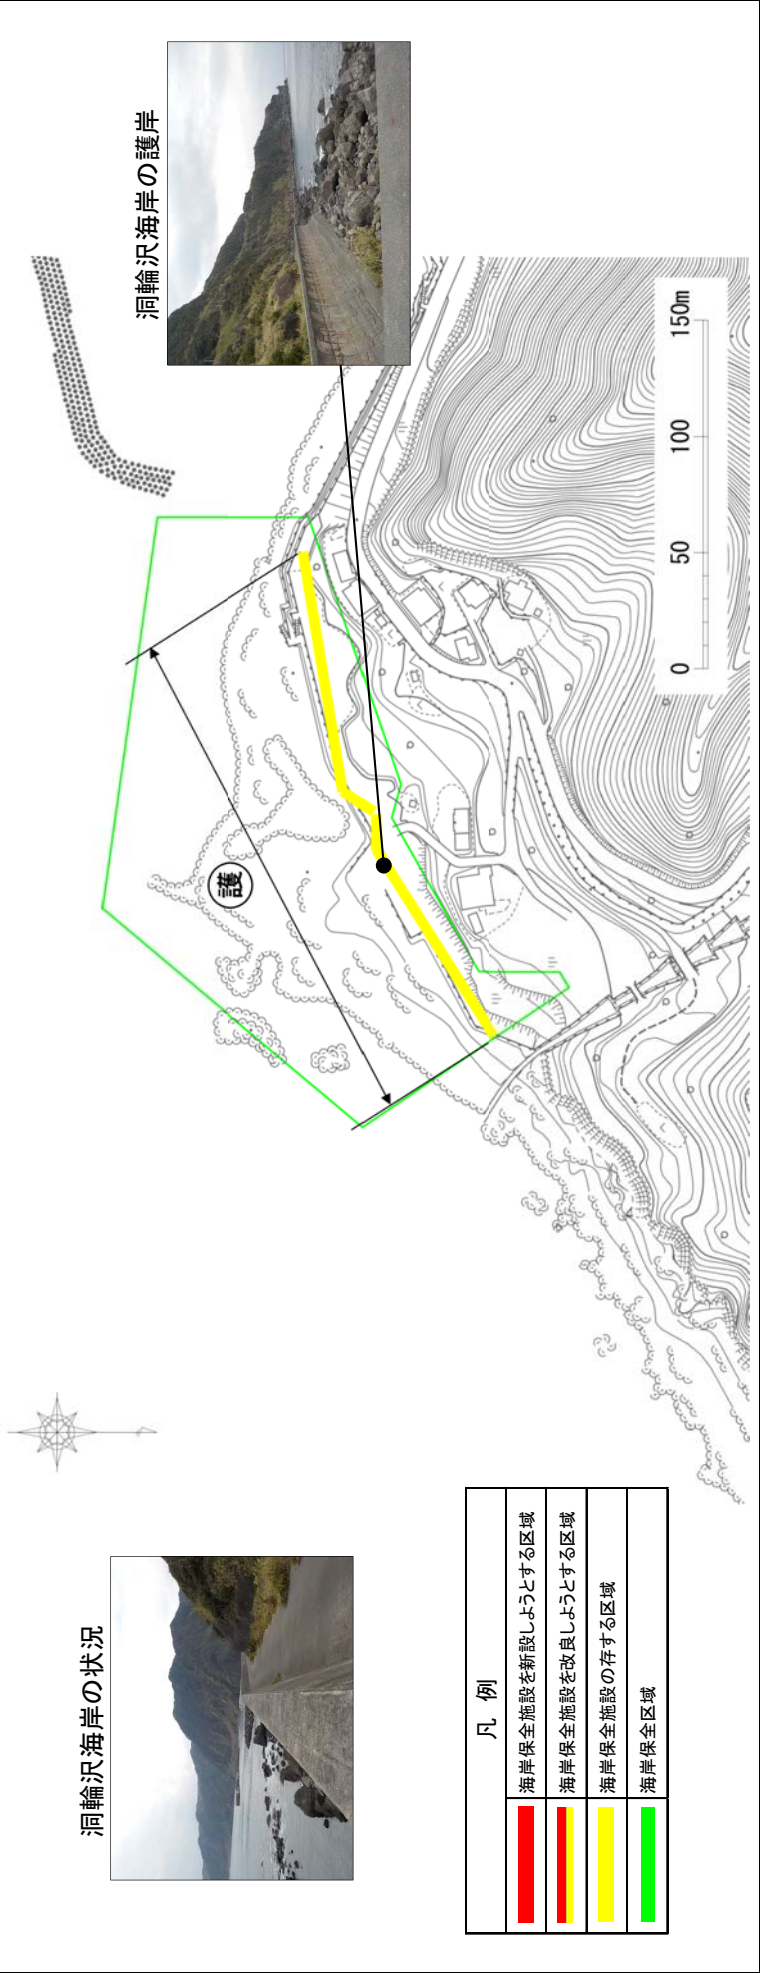 洞輪沢海岸の状況
洞輪沢海岸の護岸
護
凡 例
海岸保全施設を新設しようとする区域
海岸保全施設を改良しようとする区域
海岸保全施設の存する区域
海岸保全区域
0 50 100 150m